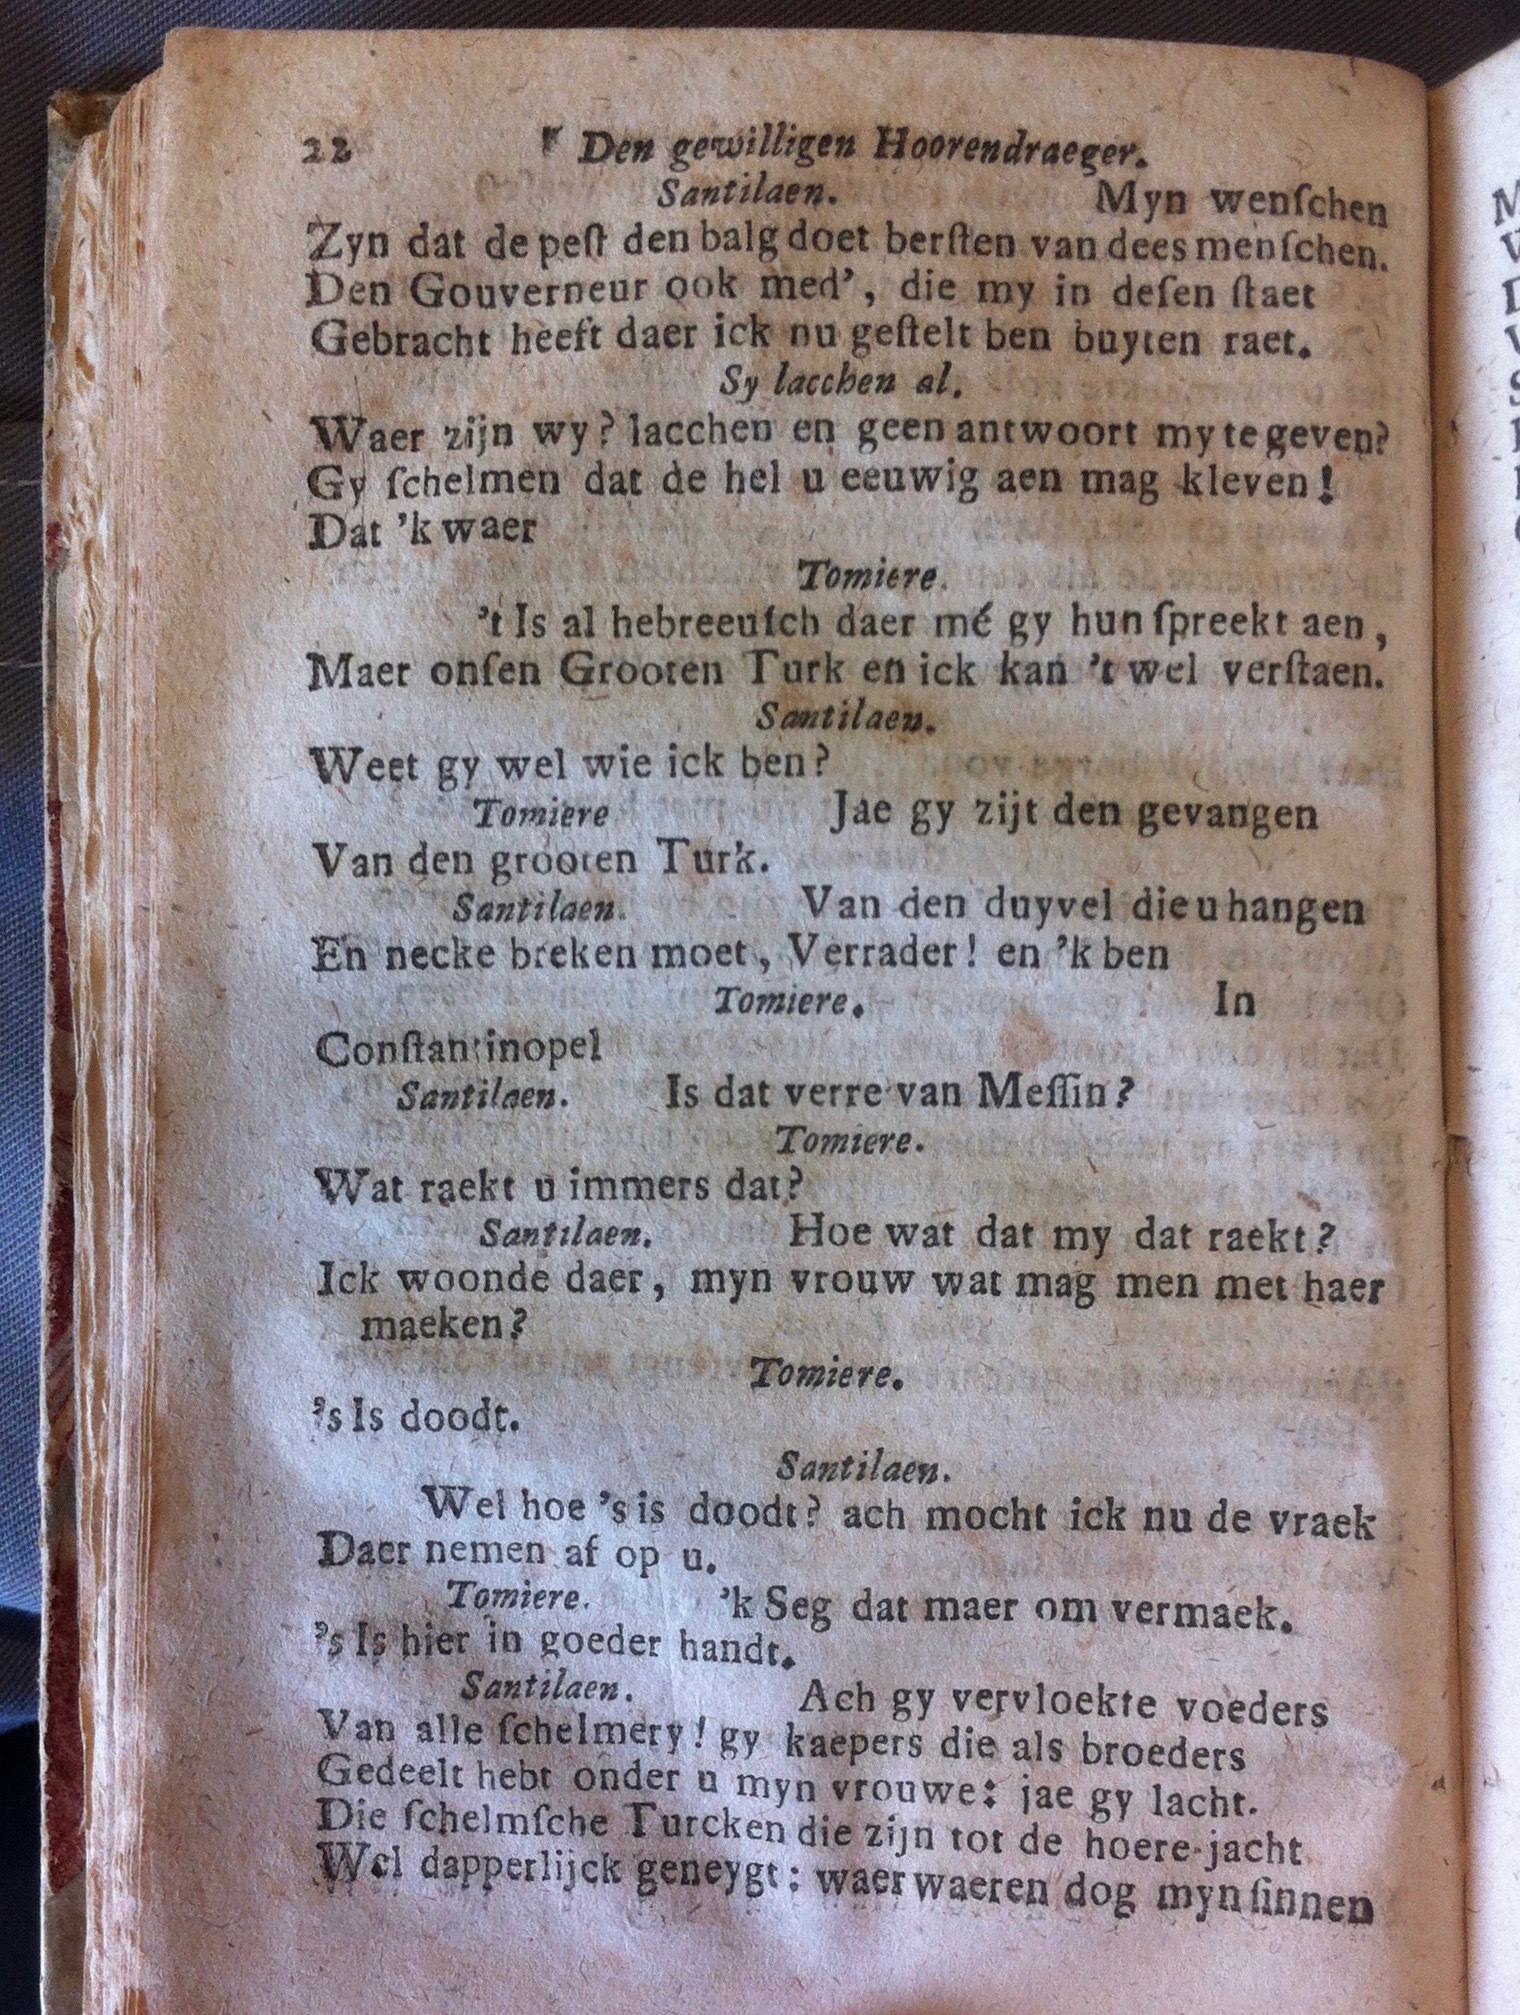 22 Den gewilligen Hoorendraeger.
Santilaen. Myn wenſchen
Zyn dat de peſt den balg doet berſten van dees menſchen.
Den Gouverneur ook med', die my in deſen ſtaet
Gebracht heeft daer ick nu geſtelt ben buyten raet.
Sy lacchen al.
Waer zijn wy? lacchen en geen antwoort my te geven?
Gy ſchelmen dat de hel u eeuwig aen mag kleven!
Dat 'k waer
Tomiere.
't Is al hebreeuſch daer mé gy hun ſpreekt aen,
Maer onſen Grooten Turk en ick kan 't wel verſtaen.
Santilaen.
Weet gy wel wie ick ben?
Tomiere Jae gy zijt den gevangen
Van den grooten Turk.
Santilaen. Van den duyvel die u hangen
En necke breken moet, Verrader! en 'k ben
Tomiere. In
Conſtantinopel
Santilaen. Is dat verre van Meſſin?
Tomiere.
Wat raekt u immers dat?
Santilaen. Hoe wat dat my dat raekt?
Ick woonde daer, myn vrouw wat mag men met haer
maeken?
Tomiere.
's Is doodt.
Santilaen.
Wel hoe 's is doodt? ach mocht ick nu de vraek
Daer nemen af op u.
Tomiere. 'k Seg dat maer om vermaek.
's Is hier in goeder handt.
Santilaen. Ach gy vervloekte voeders
Van alle ſchelmery! gy kaepers die als broeders
Gedeelt hebt onder u myn vrouwe: jae gy lacht.
Die ſchelmſche Turcken die zijn tot de hoere-jacht
Wel dapperlijck geneygt: waer waeren dog myn ſinnen